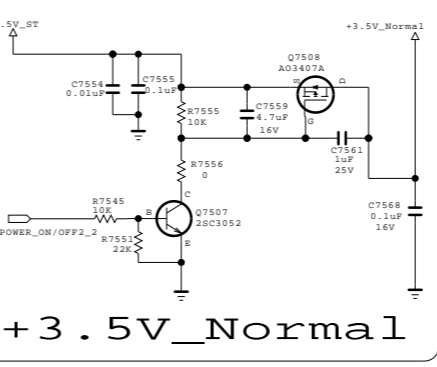 .5V_ST
+3.5V_Normal
Q7508
AO3407A
S
D
G
C7554
0.01uF
C7555
0.1uF
R7555
10K
C7559
4.7uF
16V
C7561
1uF
25V
R7556
0
C7568
0.1uF
16V
R7545
10K
POWER_ON/OFF2_2
R7551
22K
B
C
E
Q7507
2SC3052
+3.5V_Normal